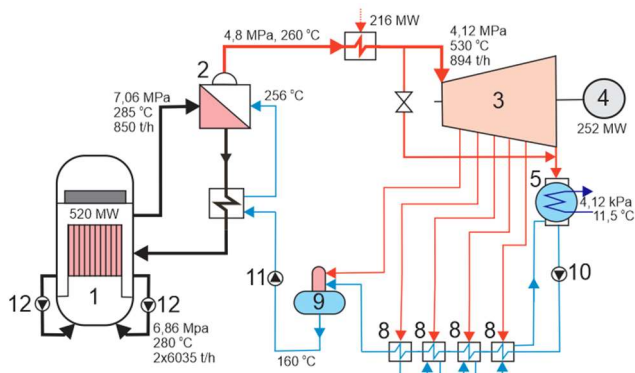 216 MW
4,8 MPa, 260 °C
4,12 MPa
530 °C
894 t/h
2
7,06 MPa
285 °C
850 t/h
256 °C
3
4
252 MW
5
4,12 kPa
11,5 °C
520 MW
1
12
12
6,86 Mpa
280 °C
2x6035 t/h
11
9
10
8
8
8
8
160 °C